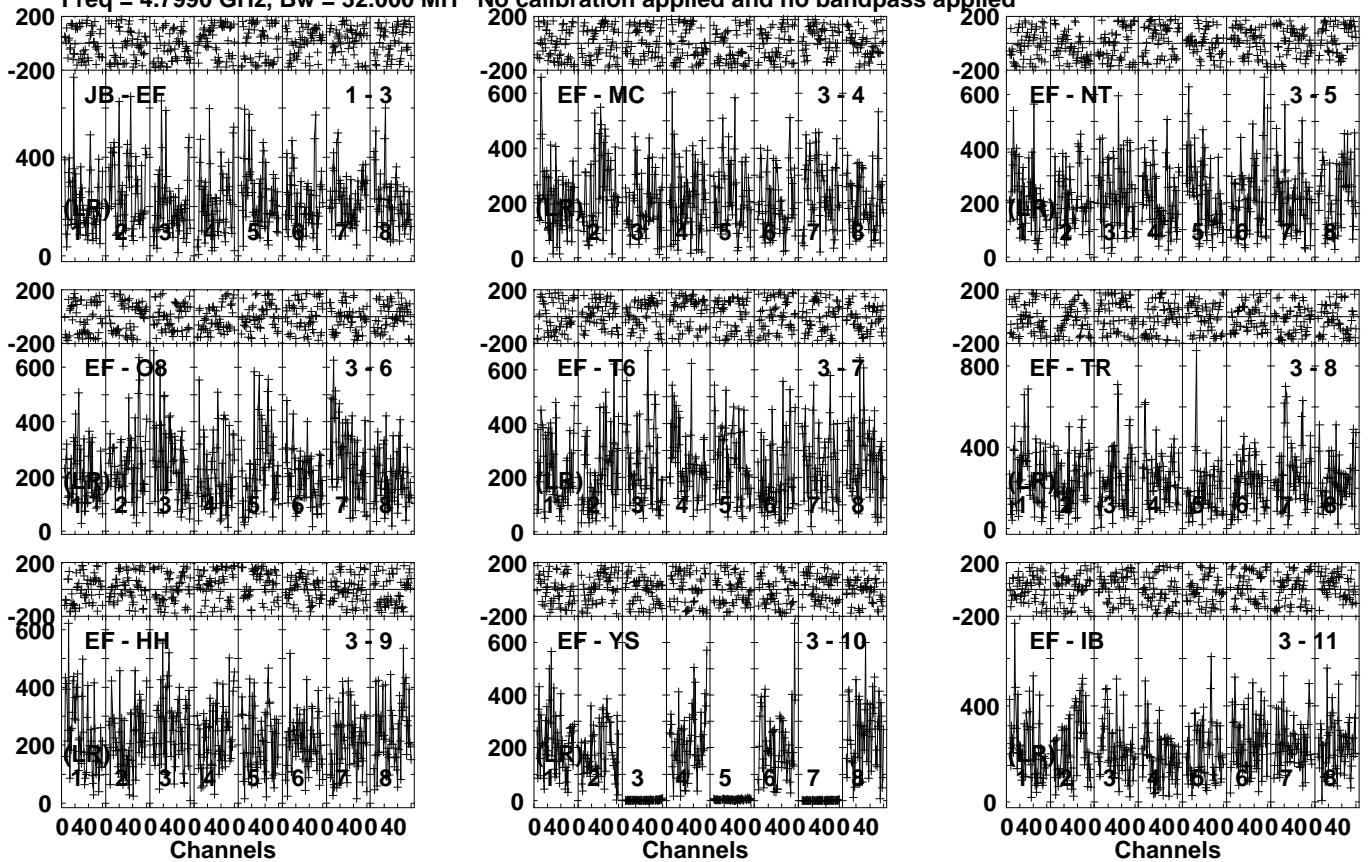 Freq = 4.7990 GHz, Bw = 32.000 MH No calibration applied and no bandpass applied
200 200 200
-200 -200 -200
JB - EF 1 - 3 EF - MC 3 - 4 EF - NT 3 - 5
600 600
400 400 400
200 200
(LR) (LR) (LR)
1 2 3 4 5 6 7 8 1 2 3 4 5 6 7 8 1 2 3 4 5 6 7 8
0 0 0
200 200 200
-200 -200 -200
EF - O8 3 - 6 EF - T6 3 - 7 EF - TR 3 - 8
600 600 800
400 400 400
200 200
(LR) (LR) (LR)
1 2 3 4 5 6 7 8 1 2 3 4 5 6 7 8 1 2 3 4 5 6 7 8
0 0 0
200 200 200
-200 -200 -200
600 EF - HH 3 - 9 600 EF - YS 3 - 10 EF - IB 3 - 11
400 400 400
200 200
(LR) (LR) (LR)
1 2 3 4 5 6 7 8 1 2 3 4 5 6 7 8 1 2 3 4 5 6 7 8
0 0 0
0 40 0 40 0 40 0 40 0 40 0 40 0 40 0 40 0 40 0 40 0 40 0 40 0 40 0 40 0 40 0 40 0 40 0 40 0 40 0 40 0 40 0 40 0 40 0 40
Channels Channels Channels